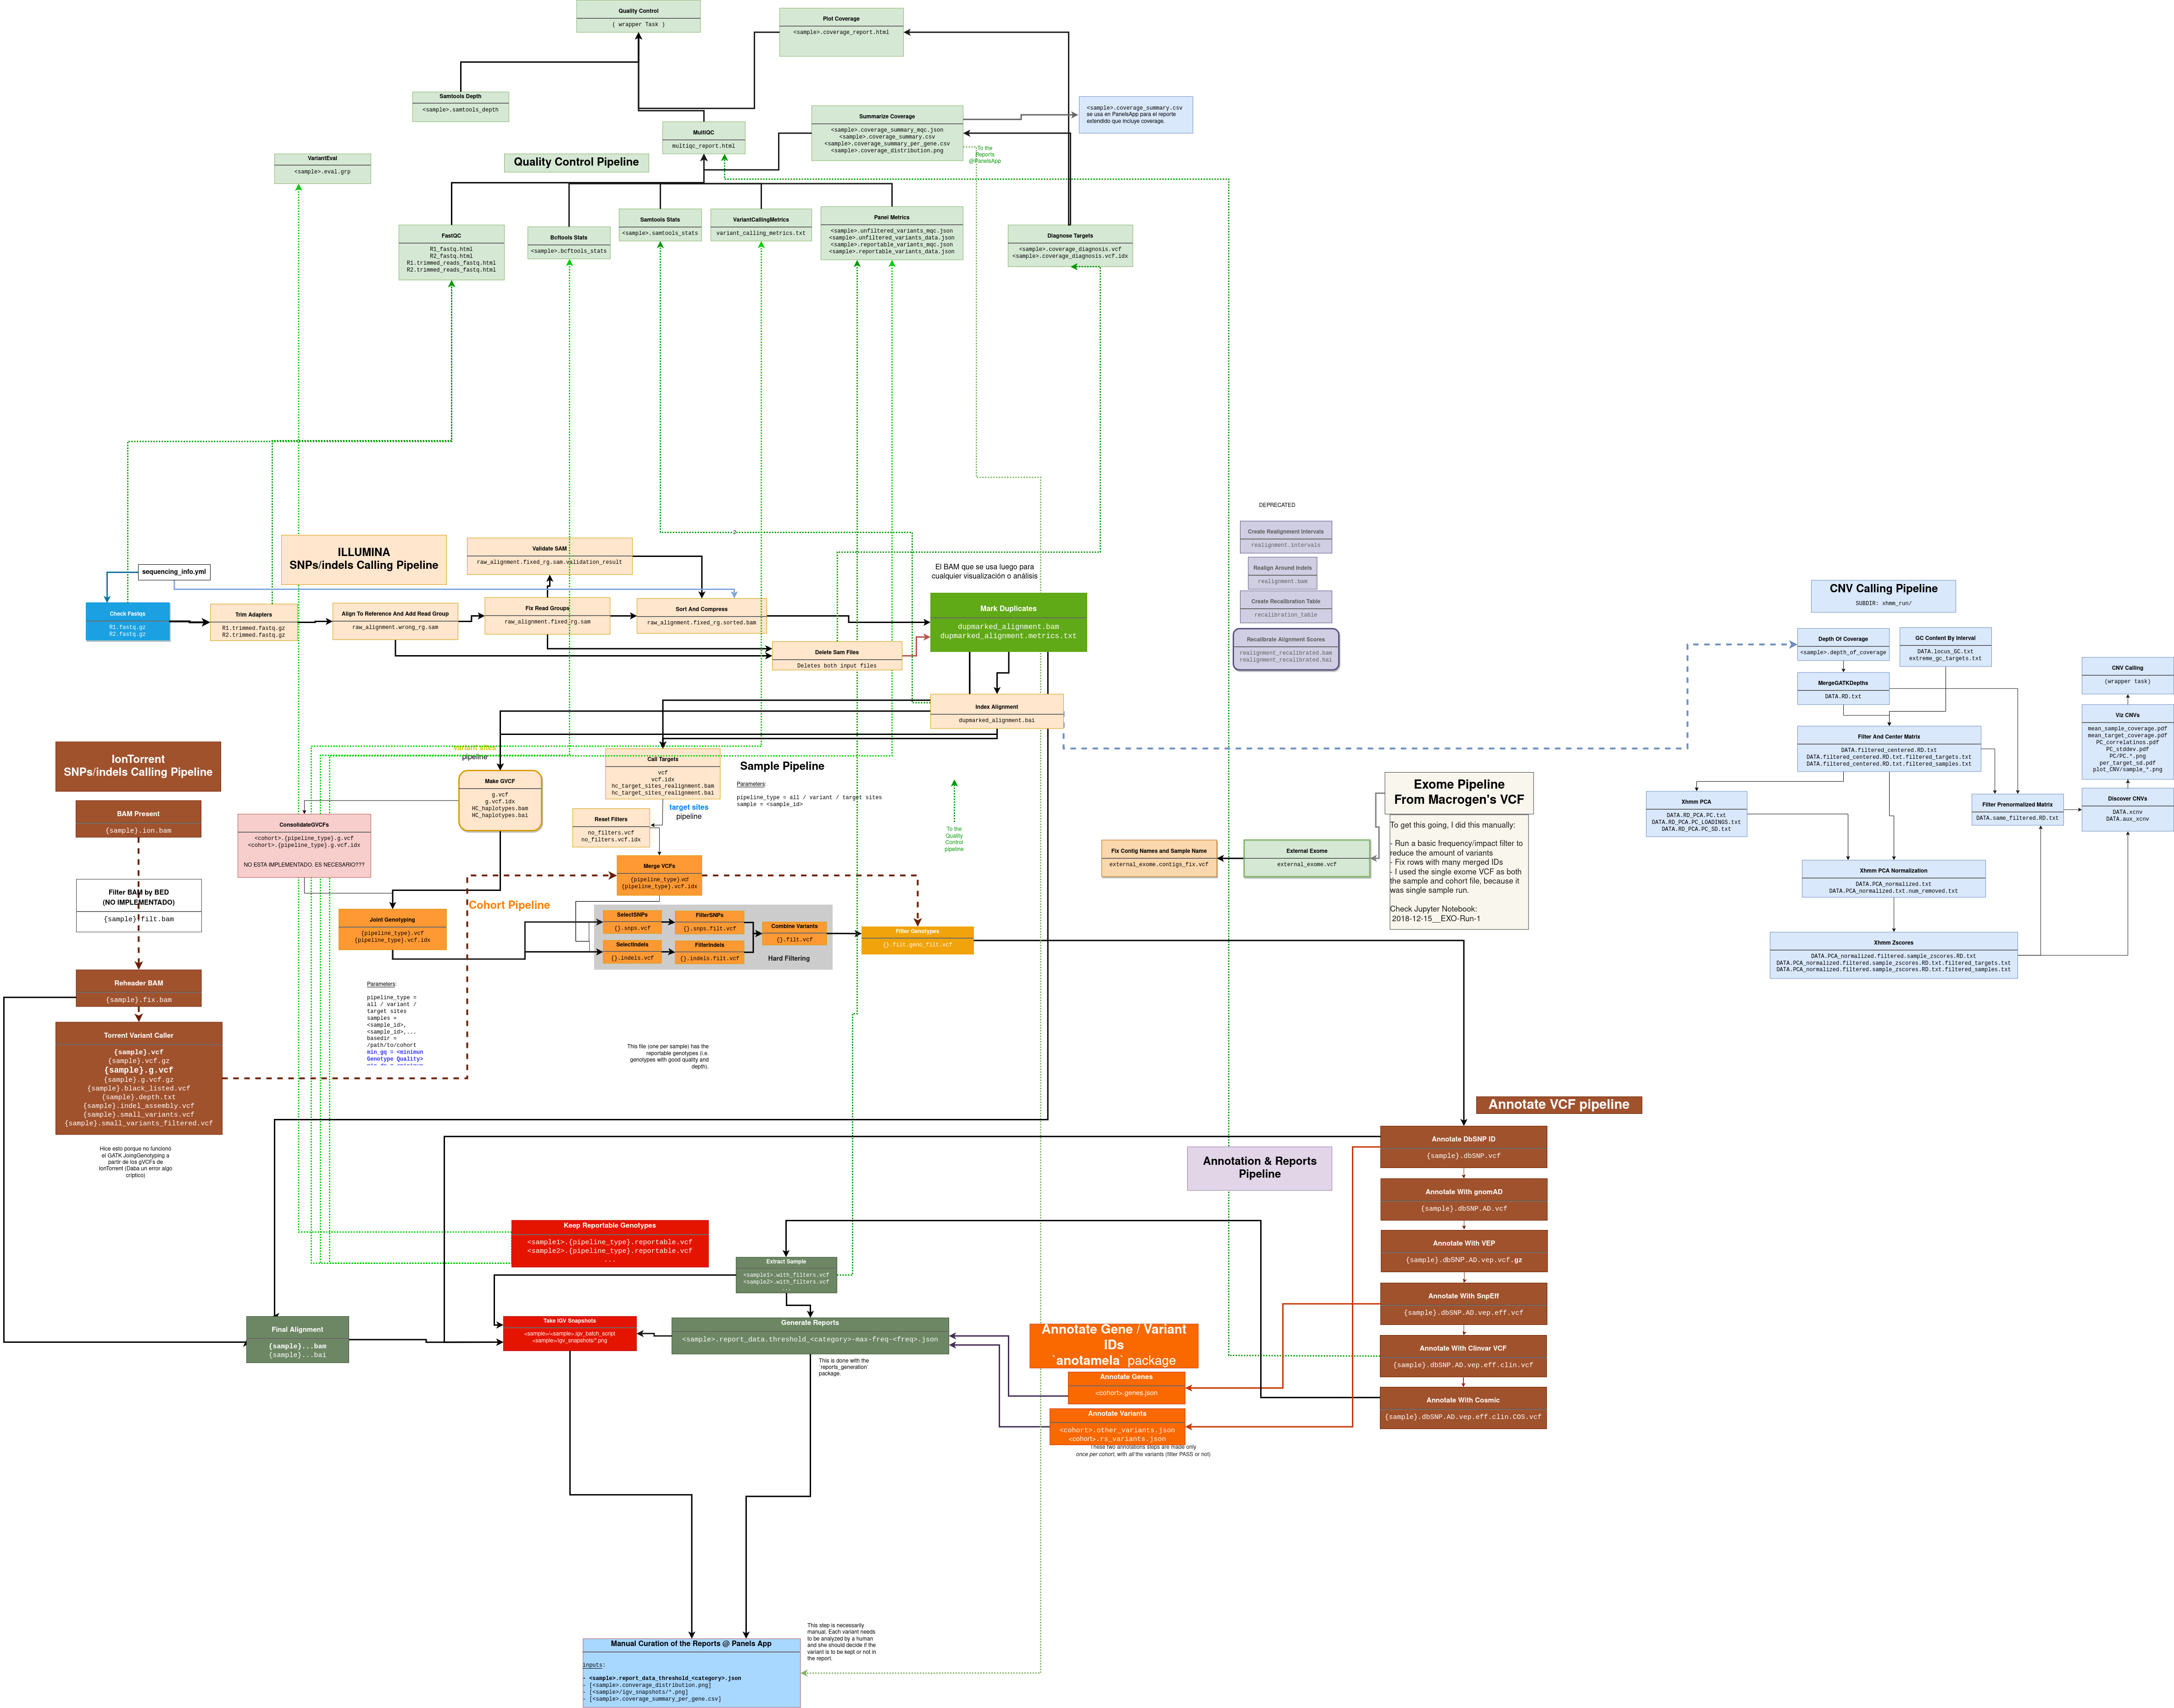 Quality Control
( wrapper Task )
Plot Coverage
<sample>.coverage_report.html
Samtools Depth
<sample>.samtools_depth
MultiQC
multiqc_report.html
Summarize Coverage
<sample>.coverage_summary_mqc.json
<sample>.coverage_summary.csv
<sample>.coverage_summary_per_gene.csv
<sample>.coverage_distribution.png
<sample>.coverage_summary.csv
se usa en PanelsApp para el reporte
extendido que incluye coverage.
To the
Reports
@PanelsApp
VariantEval
<sample>.eval.grp
Quality Control Pipeline
FastQC
R1_fastq.html
R2_fastq.html
R1.trimmed_reads_fastq.html
R2.trimmed_reads_fastq.html
Bcftools Stats
<sample>.bcftools_stats
Samtools Stats
<sample>.samtools_stats
VariantCallingMetrics
variant_calling_metrics.txt
Panel Metrics
<sample>.unfiltered_variants_mqc.json
<sample>.unfiltered_variants_data.json
<sample>.reportable_variants_mqc.json
<sample>.reportable_variants_data.json
Diagnose Targets
<sample>.coverage_diagnosis.vcf
<sample>.coverage_diagnosis.vcf.idx
DEPRECATED
Create Realignment Intervals
realignment.intervals
Realign Around Indels
realignment.bam
Create Recalibration Table
recalibration_table
Recalibrate Alignment Scores
realignment_recalibrated.bam
realignment_recalibrated.bai
ILLUMINA
SNPs/indels Calling Pipeline
sequencing_info.yml
Check Fastqs
R1.fastq.gz
R2.fastq.gz
Trim Adapters
R1.trimmed.fastq.gz
R2.trimmed.fastq.gz
Align To Reference And Add Read Group
raw_alignment.wrong_rg.sam
Validate SAM
raw_alignment.fixed_rg.sam.validation_result
Fix Read Groups
raw_alignment.fixed_rg.sam
Sort And Compress
raw_alignment.fixed_rg.sorted.bam
?
Delete Sam Files
Deletes both input files
El BAM que se usa luego para
cualquier visualización o análisis
Mark Duplicates
dupmarked_alignment.bam
dupmarked_alignment.metrics.txt
Index Alignment
dupmarked_alignment.bai
CNV Calling Pipeline
SUBDIR: xhmm_run/
Depth Of Coverage
<sample>.depth_of_coverage
GC Content By Interval
DATA.locus_GC.txt
extreme_gc_targets.txt
MergeGATKDepths
DATA.RD.txt
Filter And Center Matrix
DATA.filtered_centered.RD.txt
DATA.filtered_centered.RD.txt.filtered_targets.txt
DATA.filtered_centered.RD.txt.filtered_samples.txt
CNV Calling
(wrapper task)
Viz CNVs
mean_sample_coverage.pdf
mean_target_coverage.pdf
PC_correlatinos.pdf
PC_stddev.pdf
PC/PC.*.png
per_target_sd.pdf
plot_CNV/sample_*.png
Discover CNVs
DATA.xcnv
DATA.aux_xcnv
Xhmm PCA
DATA.RD_PCA.PC.txt
DATA.RD_PCA.PC_LOADINGS.txt
DATA.RD_PCA.PC_SD.txt
Filter Prenormalized Matrix
DATA.same_filtered.RD.txt
Xhmm PCA Normalization
DATA.PCA_normalized.txt
DATA.PCA_normalized.txt.num_removed.txt
Xhmm Zscores
DATA.PCA_normalized.filtered.sample_zscores.RD.txt
DATA.PCA_normalized.filtered.sample_zscores.RD.txt.filtered_targets.txt
DATA.PCA_normalized.filtered.sample_zscores.RD.txt.filtered_samples.txt
IonTorrent
SNPs/indels Calling Pipeline
BAM Present
{sample}.ion.bam
Filter BAM by BED
(NO IMPLEMENTADO)
{sample}.filt.bam
Reheader BAM
{sample}.fix.bam
Torrent Variant Caller
{sample}.vcf
{sample}.vcf.gz
{sample}.g.vcf
{sample}.g.vcf.gz
{sample}.black_listed.vcf
{sample}.depth.txt
{sample}.indel_assembly.vcf
{sample}.small_variants.vcf
{sample}.small_variants_filtered.vcf
Hice esto porque no funcionó
el GATK JoingGenotyping a
partir de los gVCFs de
IonTorrent (Daba un error algo
críptico)
variant sites
pipeline
Make GVCF
g.vcf
g.vcf.idx
HC_haplotypes.bam
HC_haplotypes.bai
ConsolidateGVCFs
<cohort>.{pipeline_type}.g.vcf
<cohort>.{pipeline_type}.g.vcf.idx
NO ESTA IMPLEMENTADO, ES NECESARIO???
Call Targets
vcf
vcf.idx
hc_target_sites_realignment.bam
hc_target_sites_realignment.bai
Sample Pipeline
Parameters:
pipeline_type = all / variant / target sites
sample = <sample_id>
target sites
pipeline
Reset Filters
no_filters.vcf
no_filters.vcf.idx
Merge VCFs
{pipeline_type}.vcf
{pipeline_type}.vcf.idx
To the
Quality
Control
pipeline
Cohort Pipeline
Joint Genotyping
{pipeline_type}.vcf
{pipeline_type}.vcf.idx
SelectSNPs
{}.snps.vcf
FilterSNPs
{}.snps.filt.vcf
SelectIndels
{}.indels.vcf
FilterIndels
{}.indels.filt.vcf
Combine Variants
{}.filt.vcf
Hard Filtering
Filter Genotypes
{}.filt.geno_filt.vcf
Fix Contig Names and Sample Name
external_exome.contigs_fix.vcf
External Exome
external_exome.vcf
Exome Pipeline
From Macrogen's VCF
To get this going, I did this manually:
- Run a basic frequency/impact filter to
reduce the amount of variants
- Fix rows with many merged IDs
- I used the single exome VCF as both
the sample and cohort file, because it
was single sample run.
Check Jupyter Notebook:
2018-12-15__EXO-Run-1
Parameters:
pipeline_type =
all / variant /
target sites
samples =
<sample_id>,
<sample_id>,...
basedir =
/path/to/cohort
min_gq = <minimun
Genotype Quality>
This file (one per sample) has the
reportable genotypes (i.e.
genotypes with good quality and
depth).
Annotate VCF pipeline
Annotate DbSNP ID
{sample}.dbSNP.vcf
Annotate With gnomAD
{sample}.dbSNP.AD.vcf
Annotate With VEP
{sample}.dbSNP.AD.vep.vcf.gz
Annotate With SnpEff
{sample}.dbSNP.AD.vep.eff.vcf
Annotate With Clinvar VCF
{sample}.dbSNP.AD.vep.eff.clin.vcf
Annotate With Cosmic
{sample}.dbSNP.AD.vep.eff.clin.COS.vcf
Annotation & Reports
Pipeline
Keep Reportable Genotypes
<sample1>.{pipeline_type}.reportable.vcf
<sample2>.{pipeline_type}.reportable.vcf
...
Extract Sample
<sample1>.with_filters.vcf
<sample2>.with_filters.vcf
...
Final Alignment
{sample}...bam
{sample}...bai
Take IGV Snapshots
<sample>/<sample>.igv_batch_script
<sample>/igv_snapshots/*.png
Generate Reports
<sample>.report_data.threshold_<category>-max-freq-<freq>.json
This is done with the
`reports_generation`
package.
Annotate Gene / Variant
IDs
`anotamela` package
Annotate Genes
<cohort>.genes.json
Annotate Variants
<cohort>.other_variants.json
<cohort>.rs_variants.json
These two annotations steps are made only
once per cohort, with all the variants (filter PASS or not)
Manual Curation of the Reports @ Panels App
inputs:
- <sample>.report_data_threshold_<category>.json
- [<sample>.converage_distribution.png]
- [<sample>/igv_snapshots/*.png]
- [<sample>.coverage_summary_per_gene.csv]
This step is necessarily
manual. Each variant needs
to be analyzed by a human
and she should decide if the
variant is to be kept or not in
the report.